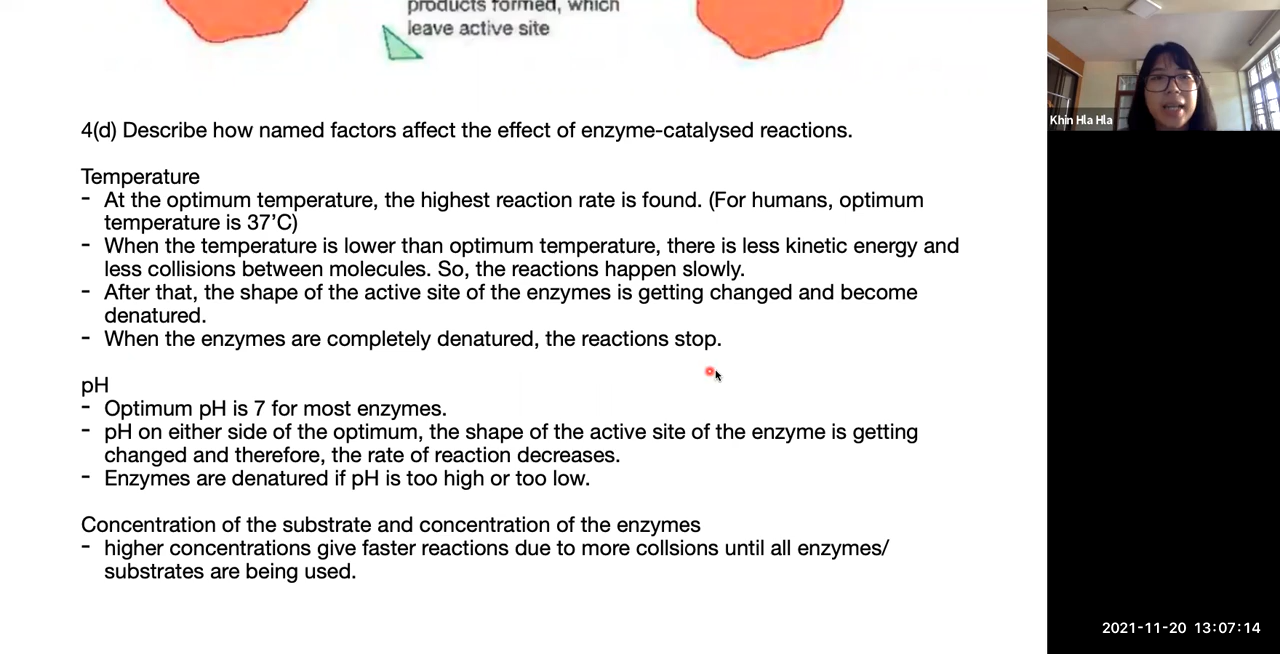 products formed, which
leave active site
Khin Hla Hla
4(d) Describe how named factors affect the effect of enzyme-catalysed reactions.
Temperature
- At the optimum temperature, the highest reaction rate is found. (For humans, optimum
temperature is 37'C)
- When the temperature is lower than optimum temperature, there is less kinetic energy and
less collisions between molecules. So, the reactions happen slowly.
- After that, the shape of the active site of the enzymes is getting changed and become
denatured.
- When the enzymes are completely denatured, the reactions stop.
pH
- Optimum pH is 7 for most enzymes.
- pH on either side of the optimum, the shape of the active site of the enzyme is getting
changed and therefore, the rate of reaction decreases.
- Enzymes are denatured if pH is too high or too low.
Concentration of the substrate and concentration of the enzymes
- higher concentrations give faster reactions due to more collsions until all enzymes/
substrates are being used.
2021-11-20 13:07:14